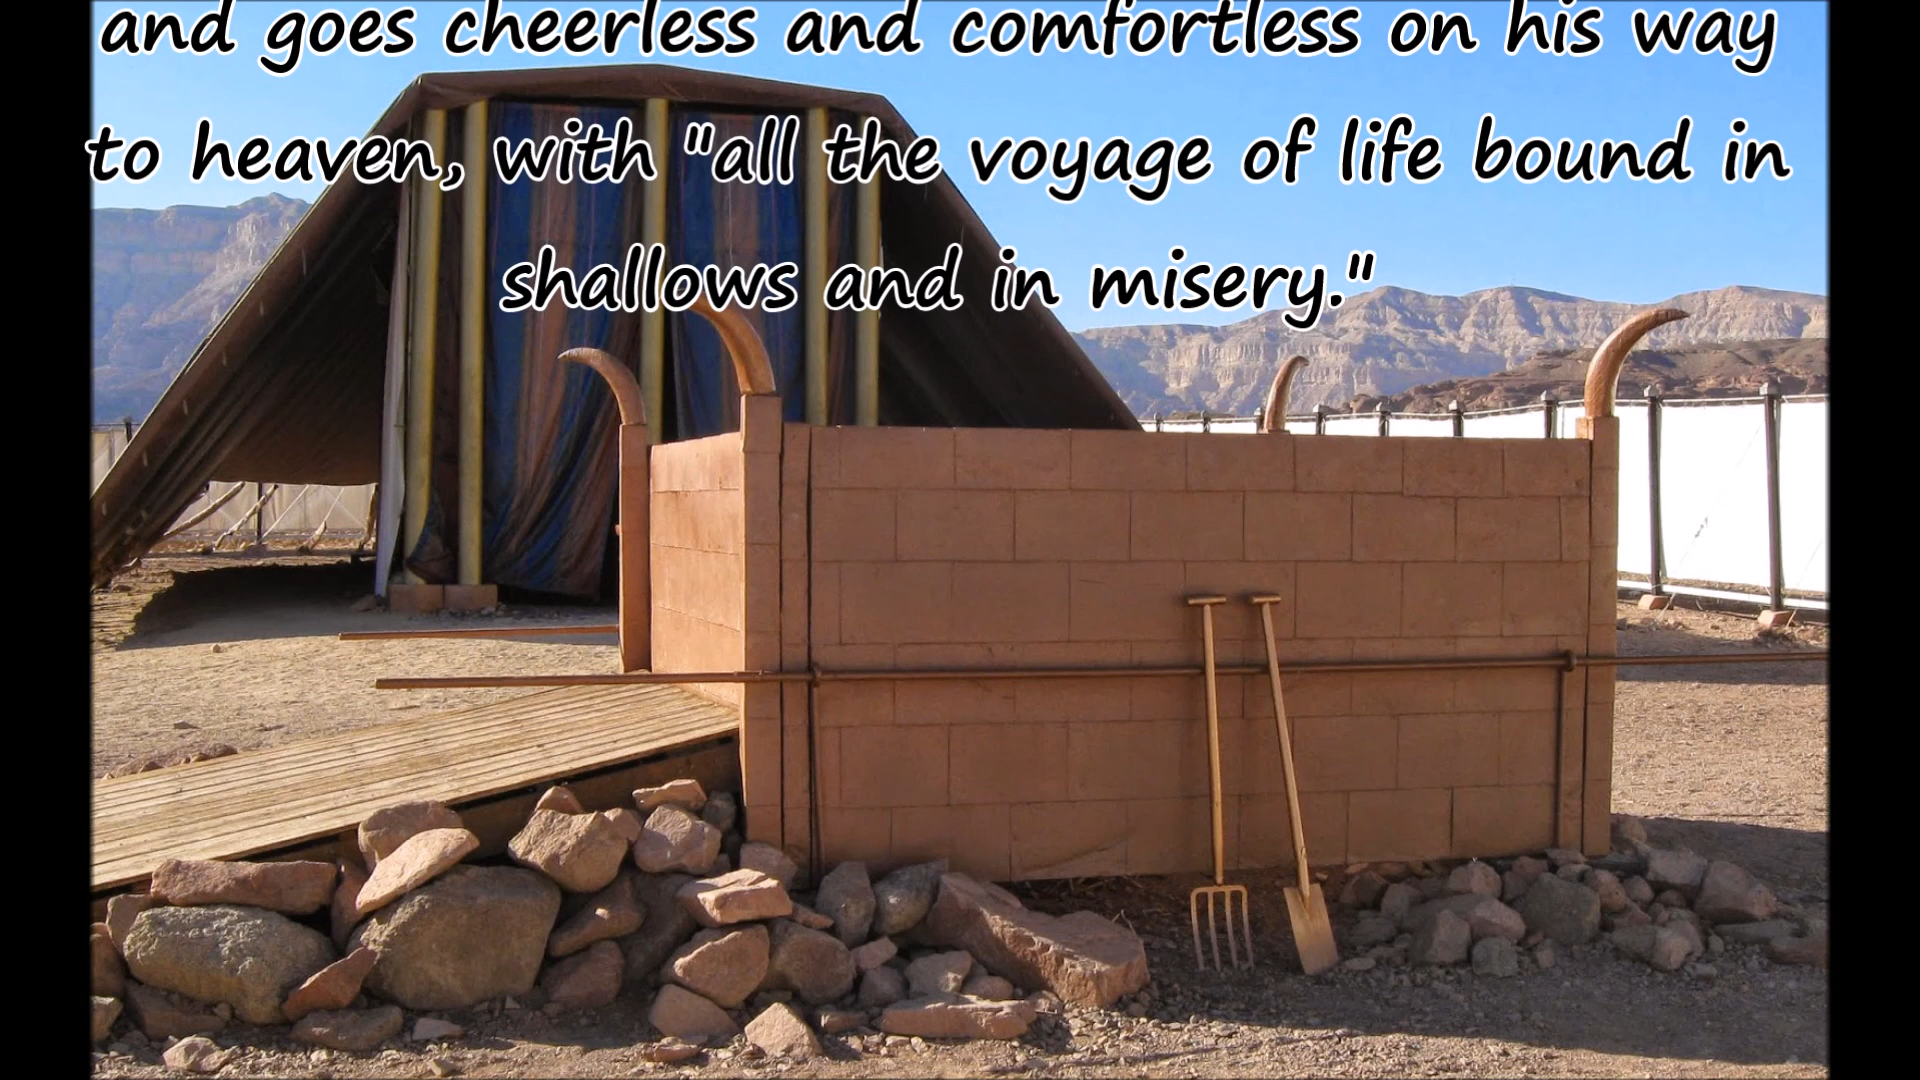 and goes cheerless and comfortless on his way
to heaven, with "all the voyage of life bound in
shallows and in misery."